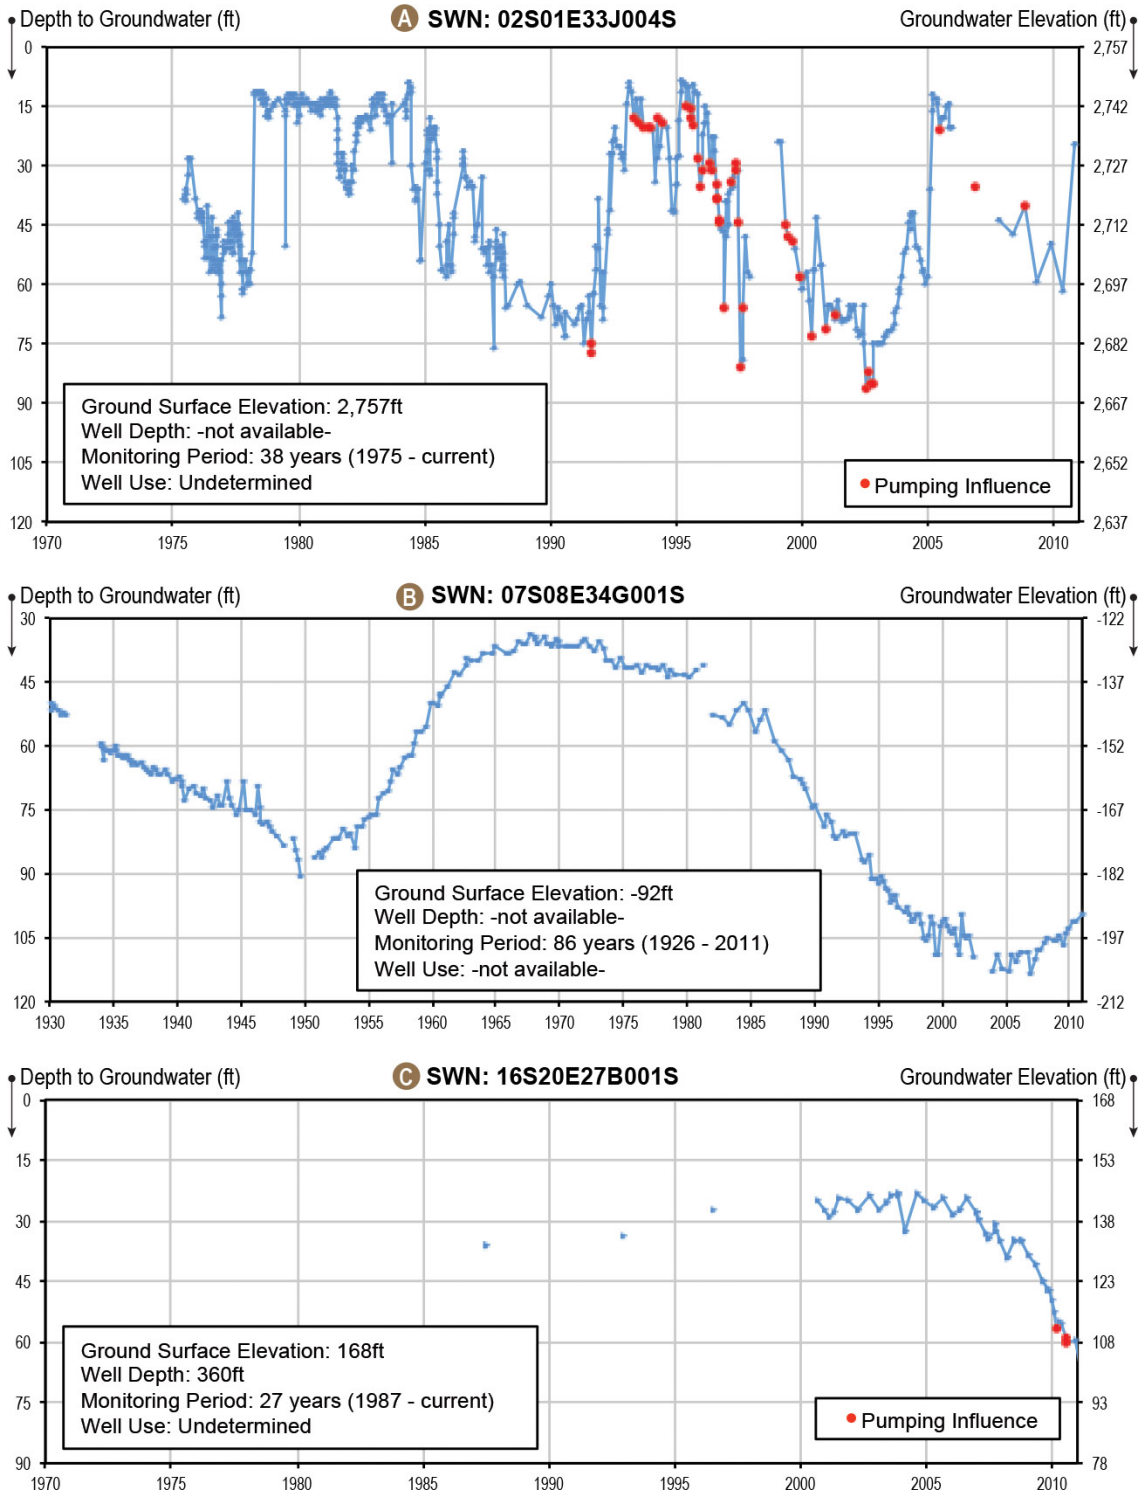 Depth to Groundwater (ft) A SWN: 02S01E33J004S Groundwater Elevation (ft)
0 2,757
15 2,742
30 2,727
45 2,712
60 2,697
75 2,682
90 2,667
105 2,652
120 2,637
Ground Surface Elevation: 2,757ft
Well Depth: -not available-
Monitoring Period: 38 years (1975 - current)
Well Use: Undetermined
Pumping Influence
1970 1975 1980 1985 1990 1995 2000 2005 2010
Depth to Groundwater (ft) B SWN: 07S08E34G001S Groundwater Elevation (ft)
30 -122
45 -137
60 -152
75 -167
90 -182
105 -197
120 -212
Ground Surface Elevation: -92ft
Well Depth: -not available-
Monitoring Period: 86 years (1926 - 2011)
Well Use: -not available-
1930 1935 1940 1945 1950 1955 1960 1965 1970 1975 1980 1985 1990 1995 2000 2005 2010
Depth to Groundwater (ft) C SWN: 16S20E27B001S Groundwater Elevation (ft)
0 168
15 153
30 138
45 123
60 108
75 93
90 78
Ground Surface Elevation: 168ft
Well Depth: 360ft
Monitoring Period: 27 years (1987 - current)
Well Use: Undetermined
Pumping Influence
1970 1975 1980 1985 1990 1995 2000 2005 2010